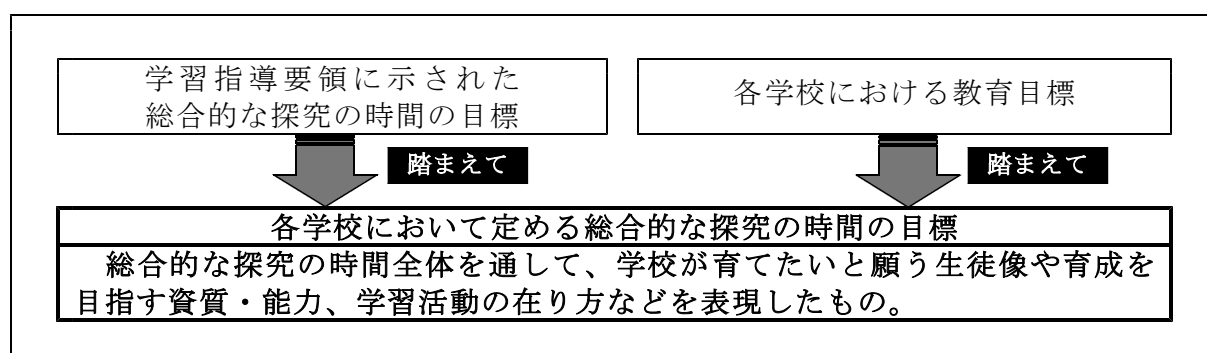 学習指導要領に示された
総合的な探究の時間の目標
各学校における教育目標
踏まえて
踏まえて
各学校において定める総合的な探究の時間の目標
総合的な探究の時間全体を通して、学校が育てたいと願う生徒像や育成を
目指す資質・能力、学習活動の在り方などを表現したもの。